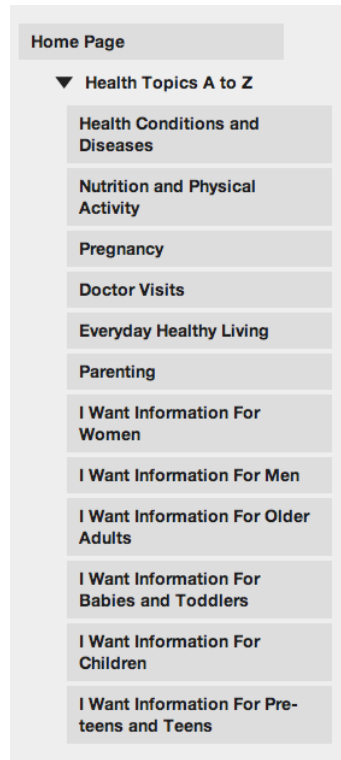 Home Page
Health Topics A to Z
Health Conditions and
Diseases
Nutrition and Physical
Activity
Pregnancy
Doctor Visits
Everyday Healthy Living
Parenting
I Want Information For
Women
I Want Information For Men
I Want Information For Older
Adults
I Want Information For
Babies and Toddlers
I Want Information For
Children
I Want Information For Pre-
teens and Teens